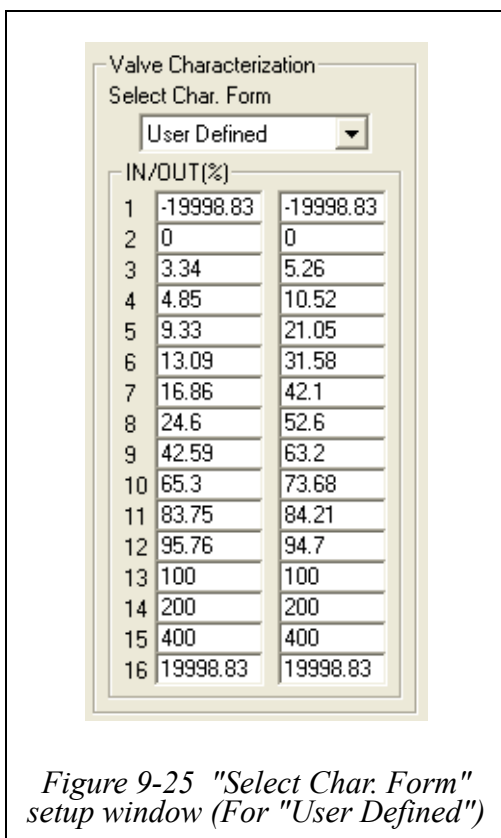 Valve Characterization
Select Char. Form
User Defined
IN/OUT(%)
1 -19998.83 -19998.83
2 0 0
3 3.34 5.26
4 4.85 10.52
5 9.33 21.05
6 13.09 31.58
7 16.86 42.1
8 24.6 52.6
9 42.59 63.2
10 65.3 73.68
11 83.75 84.21
12 95.76 94.7
13 100 100
14 200 200
15 400 400
16 19998.83 19998.83
Figure 9-25 "Select Char. Form"
setup window (For "User Defined")